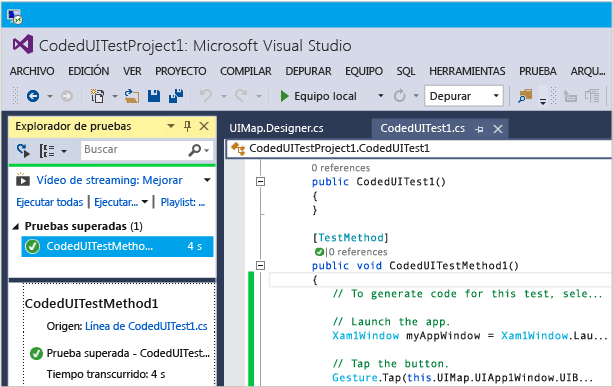 CodedUITestProject1: Microsoft Visual Studio
ARCHIVO EDICIÓN VER PROYECTO COMPILAR DEPURAR EQUIPO SQL HERRAMIENTAS PRUEBA ARQU...
Equipo local Depurar
Explorador de pruebas
Buscar
Vídeo de streaming: Mejorar
Ejecutar todas | Ejecutar... | Playlist: ...
Pruebas superadas (1)
CodedUITestMetho... 4 s
CodedUITestMethod1
Origen: Línea de CodedUITest1.cs
Prueba superada - CodedUITest...
Tiempo transcurrido: 4 s
UIMap.Designer.cs CodedUITest1.cs
CodedUITestProject1.CodedUITest1
0 references
public CodedUITest1()
{
}
[TestMethod]
|0 references
public void CodedUITestMethod1()
{
// To generate code for this test, sele...
// Launch the app.
Xam1Window myAppWindow = Xam1Window.Lau...
// Tap the button.
Gesture.Tap(this.UIMap.UIApp1Window.UIB...